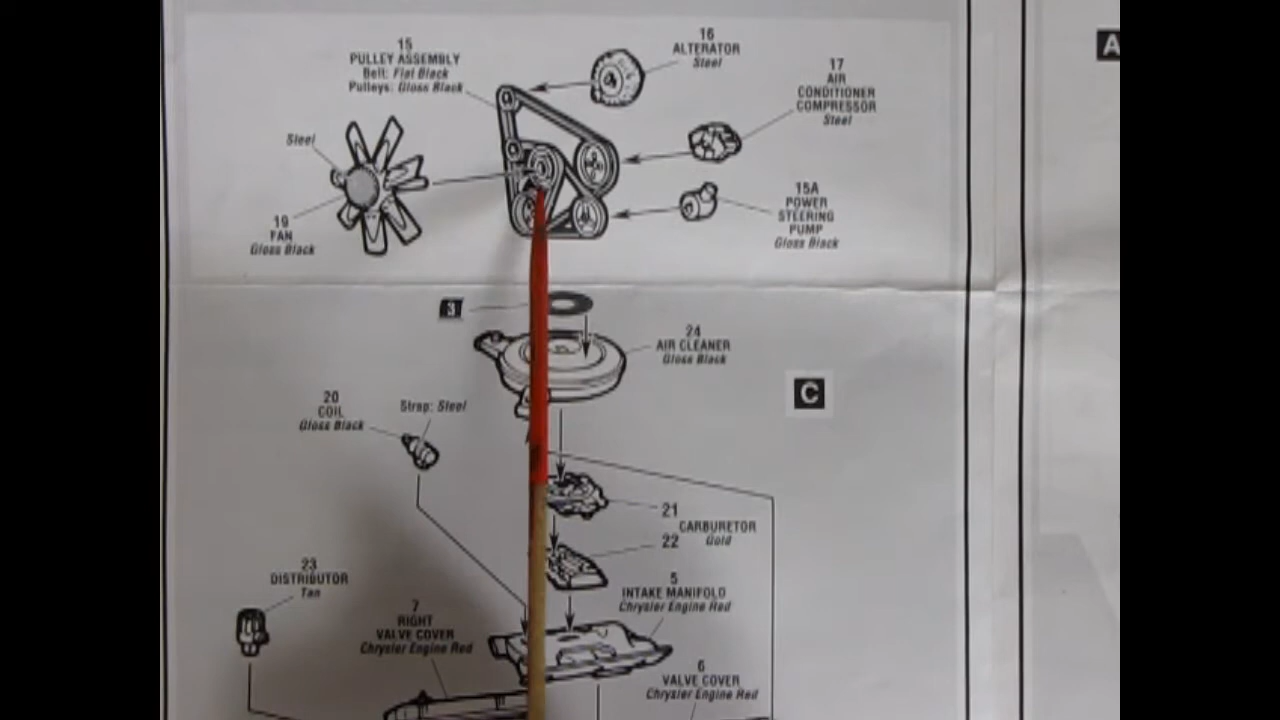 15
PULLEY ASSEMBLY
Belt: Flat Black
Pulleys: Gloss Black
16
ALTERATOR
Steel
17
AIR
CONDITIONER
COMPRESSOR
Steel
A
Steel
19
FAN
Gloss Black
15A
POWER
STEERING
PUMP
Gloss Black
3
24
AIR CLEANER
Gloss Black
C
20
COIL
Gloss Black
Strap: Steel
21
CARBURETOR
22
Gold
23
DISTRIBUTOR
Tan
5
INTAKE MANIFOLD
Chrysler Engine Red
7
RIGHT
VALVE COVER
Chrysler Engine Red
6
VALVE COVER
Chrysler Engine Red